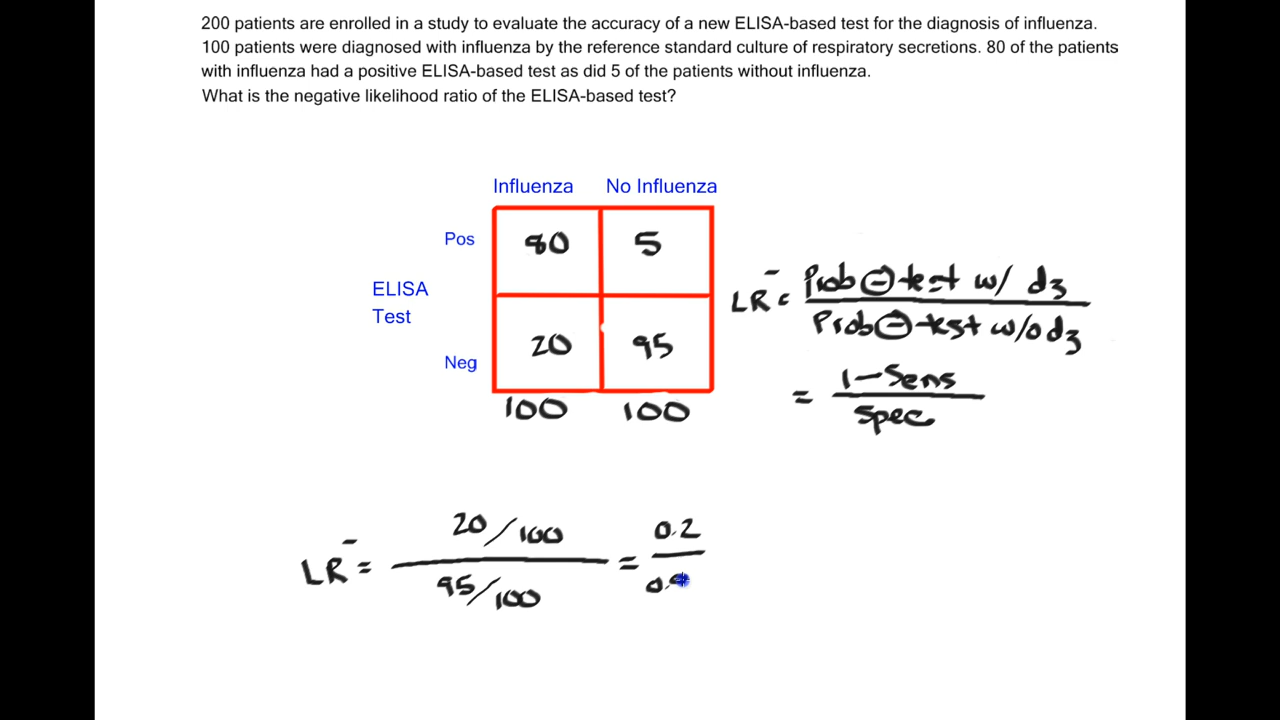 200 patients are enrolled in a study to evaluate the accuracy of a new ELISA-based test for the diagnosis of influenza.
100 patients were diagnosed with influenza by the reference standard culture of respiratory secretions. 80 of the patients
with influenza had a positive ELISA-based test as did 5 of the patients without influenza.
What is the negative likelihood ratio of the ELISA-based test?
Influenza No Influenza
Pos 80 5
ELISA
Test
Neg 20 95
100 100
LR⁻ = Prob ⊖ test w/ dz
Prob ⊖ test w/o dz
= 1 - Sens
Spec
LR⁻ = 20/100 = 0.2
95/100 0.